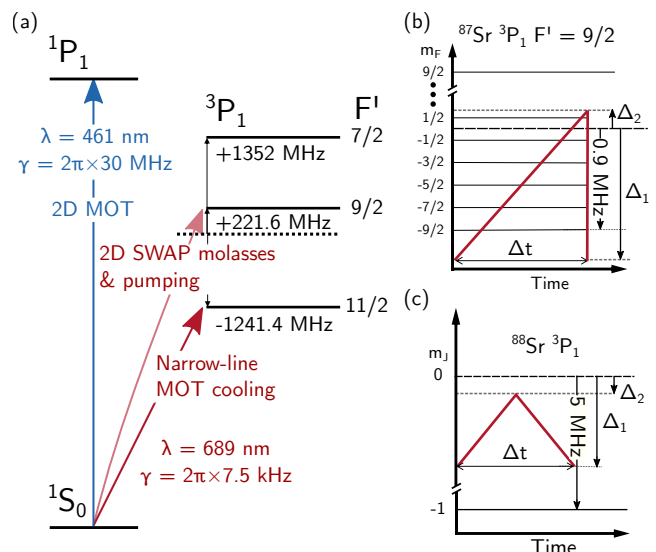 (a)
¹P₁
λ = 461 nm
γ = 2π×30 MHz
2D MOT
³P₁
F'
7/2
+1352 MHz
9/2
+221.6 MHz
2D SWAP molasses
& pumping
11/2
-1241.4 MHz
Narrow-line
MOT cooling
λ = 689 nm
γ = 2π×7.5 kHz
¹S₀
(b)
⁸⁷Sr ³P₁ F' = 9/2
m_F
9/2
1/2
-1/2
-3/2
-5/2
-7/2
-9/2
Δ₂
0.9 MHz
Δ₁
Δt
Time
(c)
⁸⁸Sr ³P₁
m_J
0
Δ₂
5 MHz
Δ₁
Δt
-1
Time